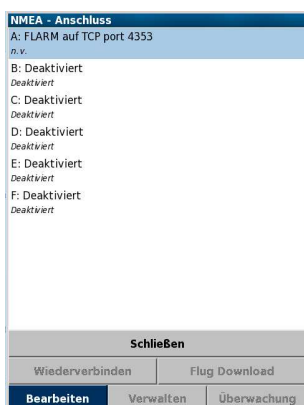 NMEA - Anschluss
A: FLARM auf TCP port 4353
n.v.
B: Deaktiviert
Deaktiviert
C: Deaktiviert
Deaktiviert
D: Deaktiviert
Deaktiviert
E: Deaktiviert
Deaktiviert
F: Deaktiviert
Deaktiviert
Schließen
Wiederverbinden Flug Download
Bearbeiten Verwalten Überwachung